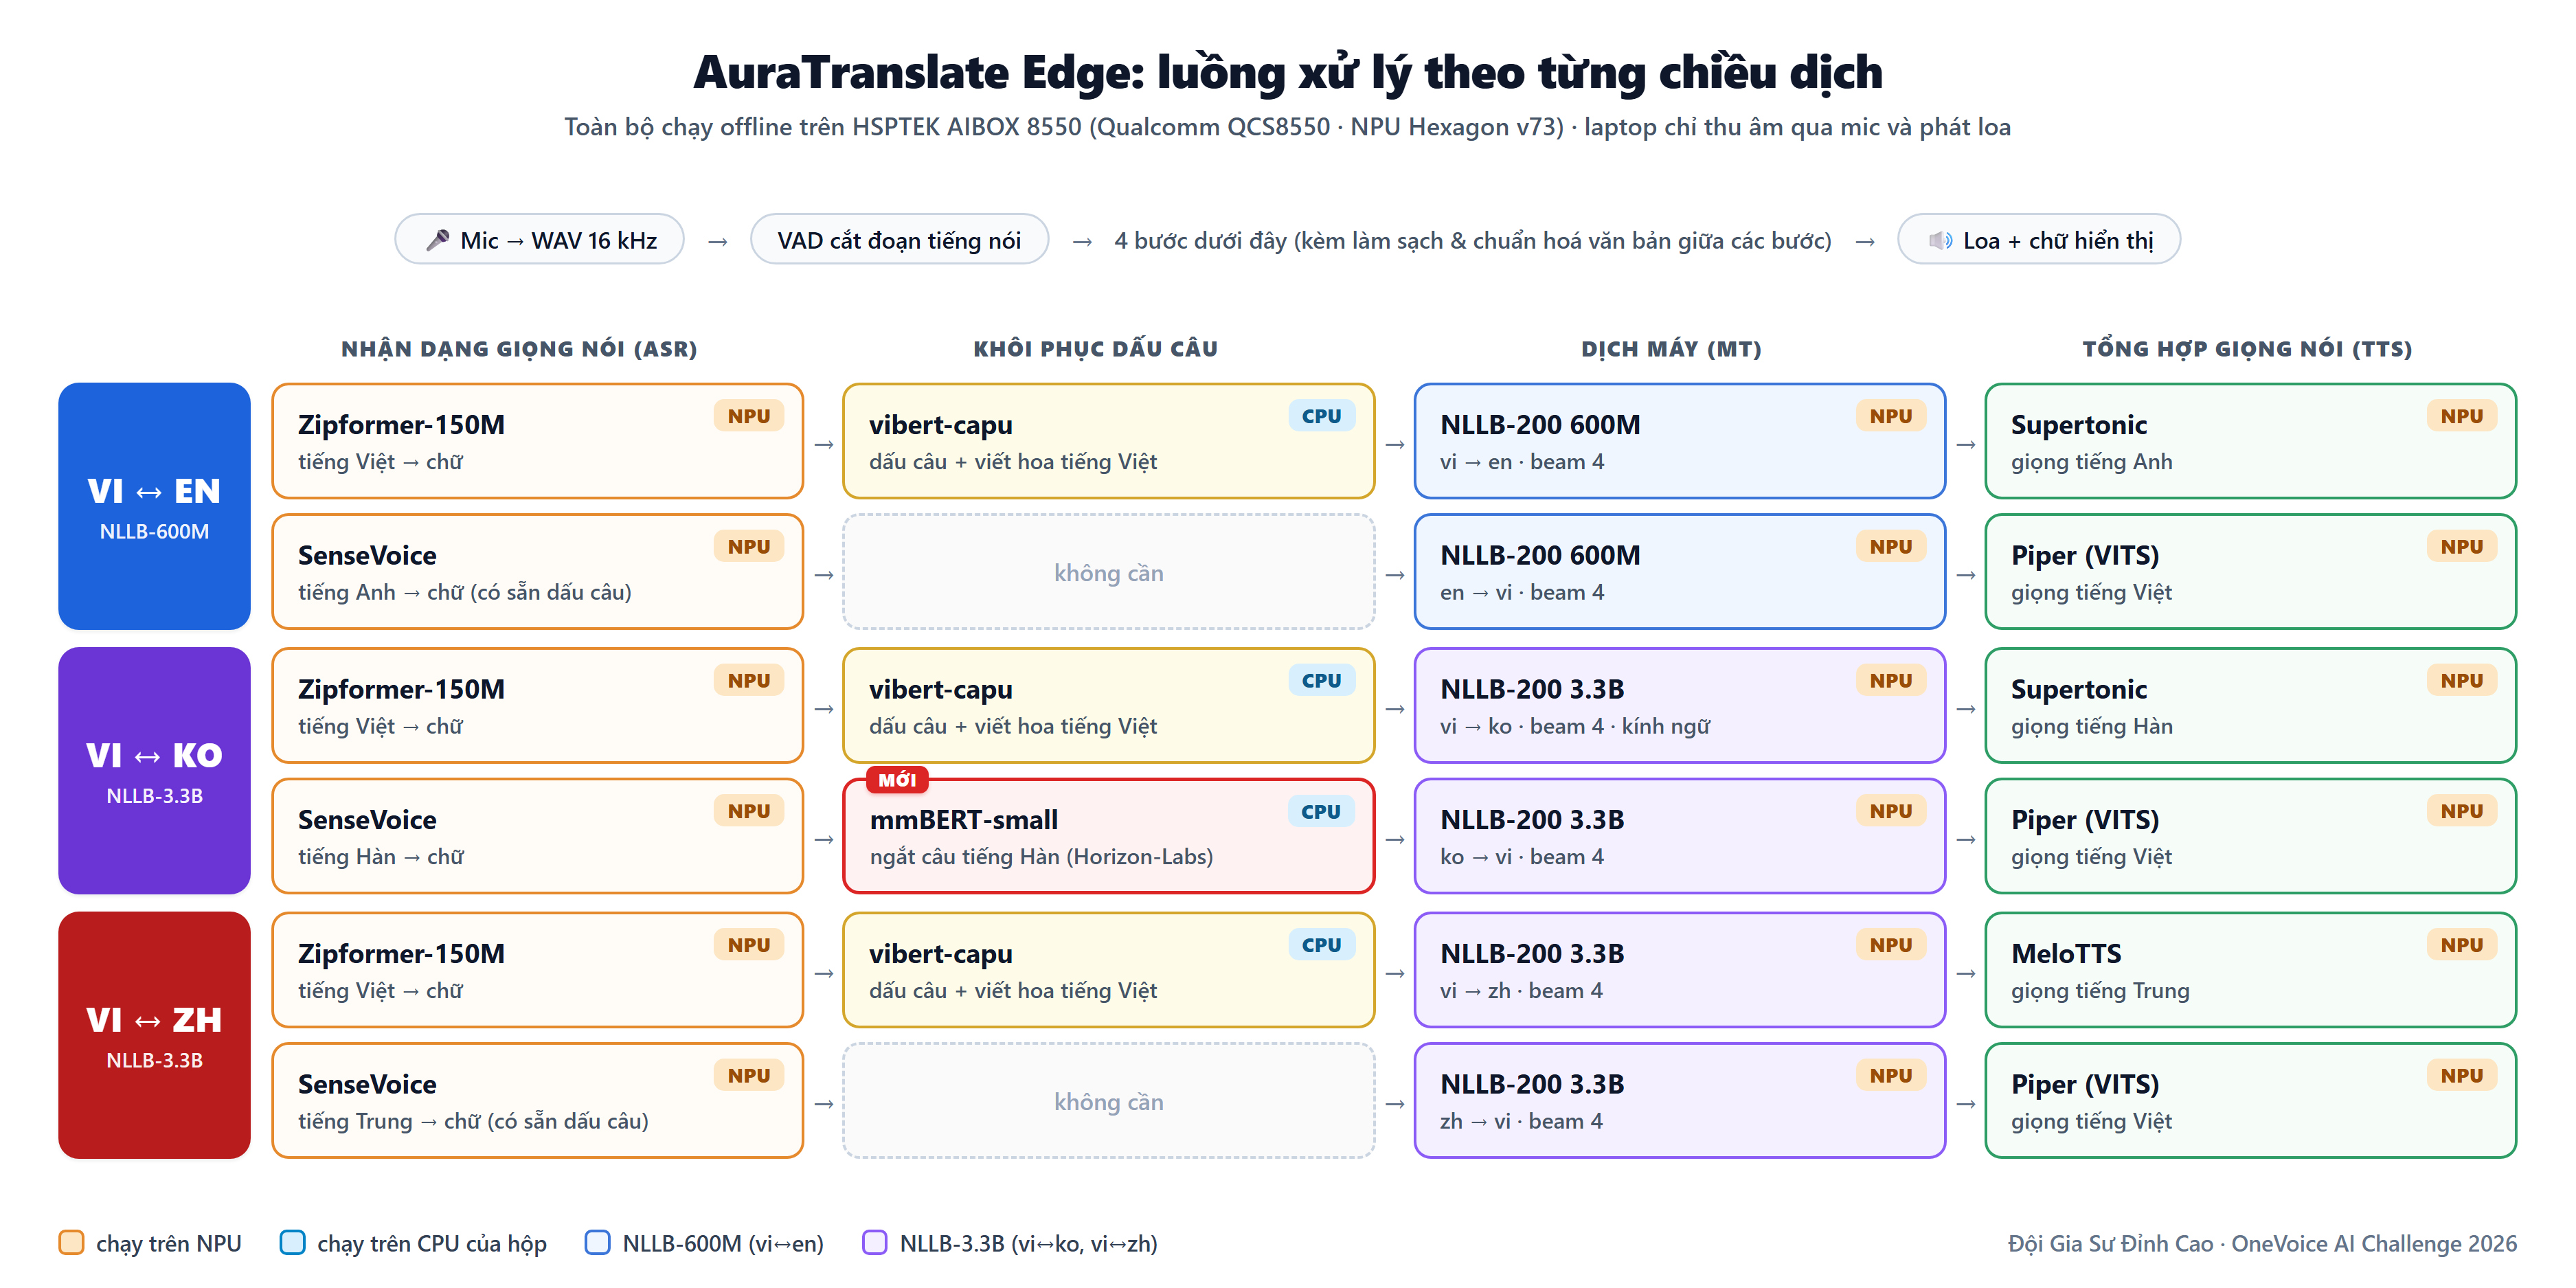 AuraTranslate Edge: luồng xử lý theo từng chiều dịch
Toàn bộ chạy offline trên HSPTEK AIBOX 8550 (Qualcomm QCS8550 · NPU Hexagon v73) · laptop chỉ thu âm qua mic và phát loa
🎤 Mic → WAV 16 kHz → VAD cắt đoạn tiếng nói → 4 bước dưới đây (kèm làm sạch & chuẩn hoá văn bản giữa các bước) → 🔊 Loa + chữ hiển thị
NHẬN DẠNG GIỌNG NÓI (ASR)
KHÔI PHỤC DẤU CÂU
DỊCH MÁY (MT)
TỔNG HỢP GIỌNG NÓI (TTS)
VI ↔ EN
NLLB-600M
Zipformer-150M
NPU
tiếng Việt → chữ
→
vibert-capu
CPU
dấu câu + viết hoa tiếng Việt
→
NLLB-200 600M
NPU
vi → en · beam 4
→
Supertonic
NPU
giọng tiếng Anh
SenseVoice
NPU
tiếng Anh → chữ (có sẵn dấu câu)
→
không cần
→
NLLB-200 600M
NPU
en → vi · beam 4
→
Piper (VITS)
NPU
giọng tiếng Việt
VI ↔ KO
NLLB-3.3B
Zipformer-150M
NPU
tiếng Việt → chữ
→
vibert-capu
CPU
dấu câu + viết hoa tiếng Việt
→
NLLB-200 3.3B
NPU
vi → ko · beam 4 · kính ngữ
→
Supertonic
NPU
giọng tiếng Hàn
SenseVoice
NPU
tiếng Hàn → chữ
→
MỚI
mmBERT-small
CPU
ngắt câu tiếng Hàn (Horizon-Labs)
→
NLLB-200 3.3B
NPU
ko → vi · beam 4
→
Piper (VITS)
NPU
giọng tiếng Việt
VI ↔ ZH
NLLB-3.3B
Zipformer-150M
NPU
tiếng Việt → chữ
→
vibert-capu
CPU
dấu câu + viết hoa tiếng Việt
→
NLLB-200 3.3B
NPU
vi → zh · beam 4
→
MeloTTS
NPU
giọng tiếng Trung
SenseVoice
NPU
tiếng Trung → chữ (có sẵn dấu câu)
→
không cần
→
NLLB-200 3.3B
NPU
zh → vi · beam 4
→
Piper (VITS)
NPU
giọng tiếng Việt
chạy trên NPU
chạy trên CPU của hộp
NLLB-600M (vi↔en)
NLLB-3.3B (vi↔ko, vi↔zh)
Đội Gia Sư Đỉnh Cao · OneVoice AI Challenge 2026